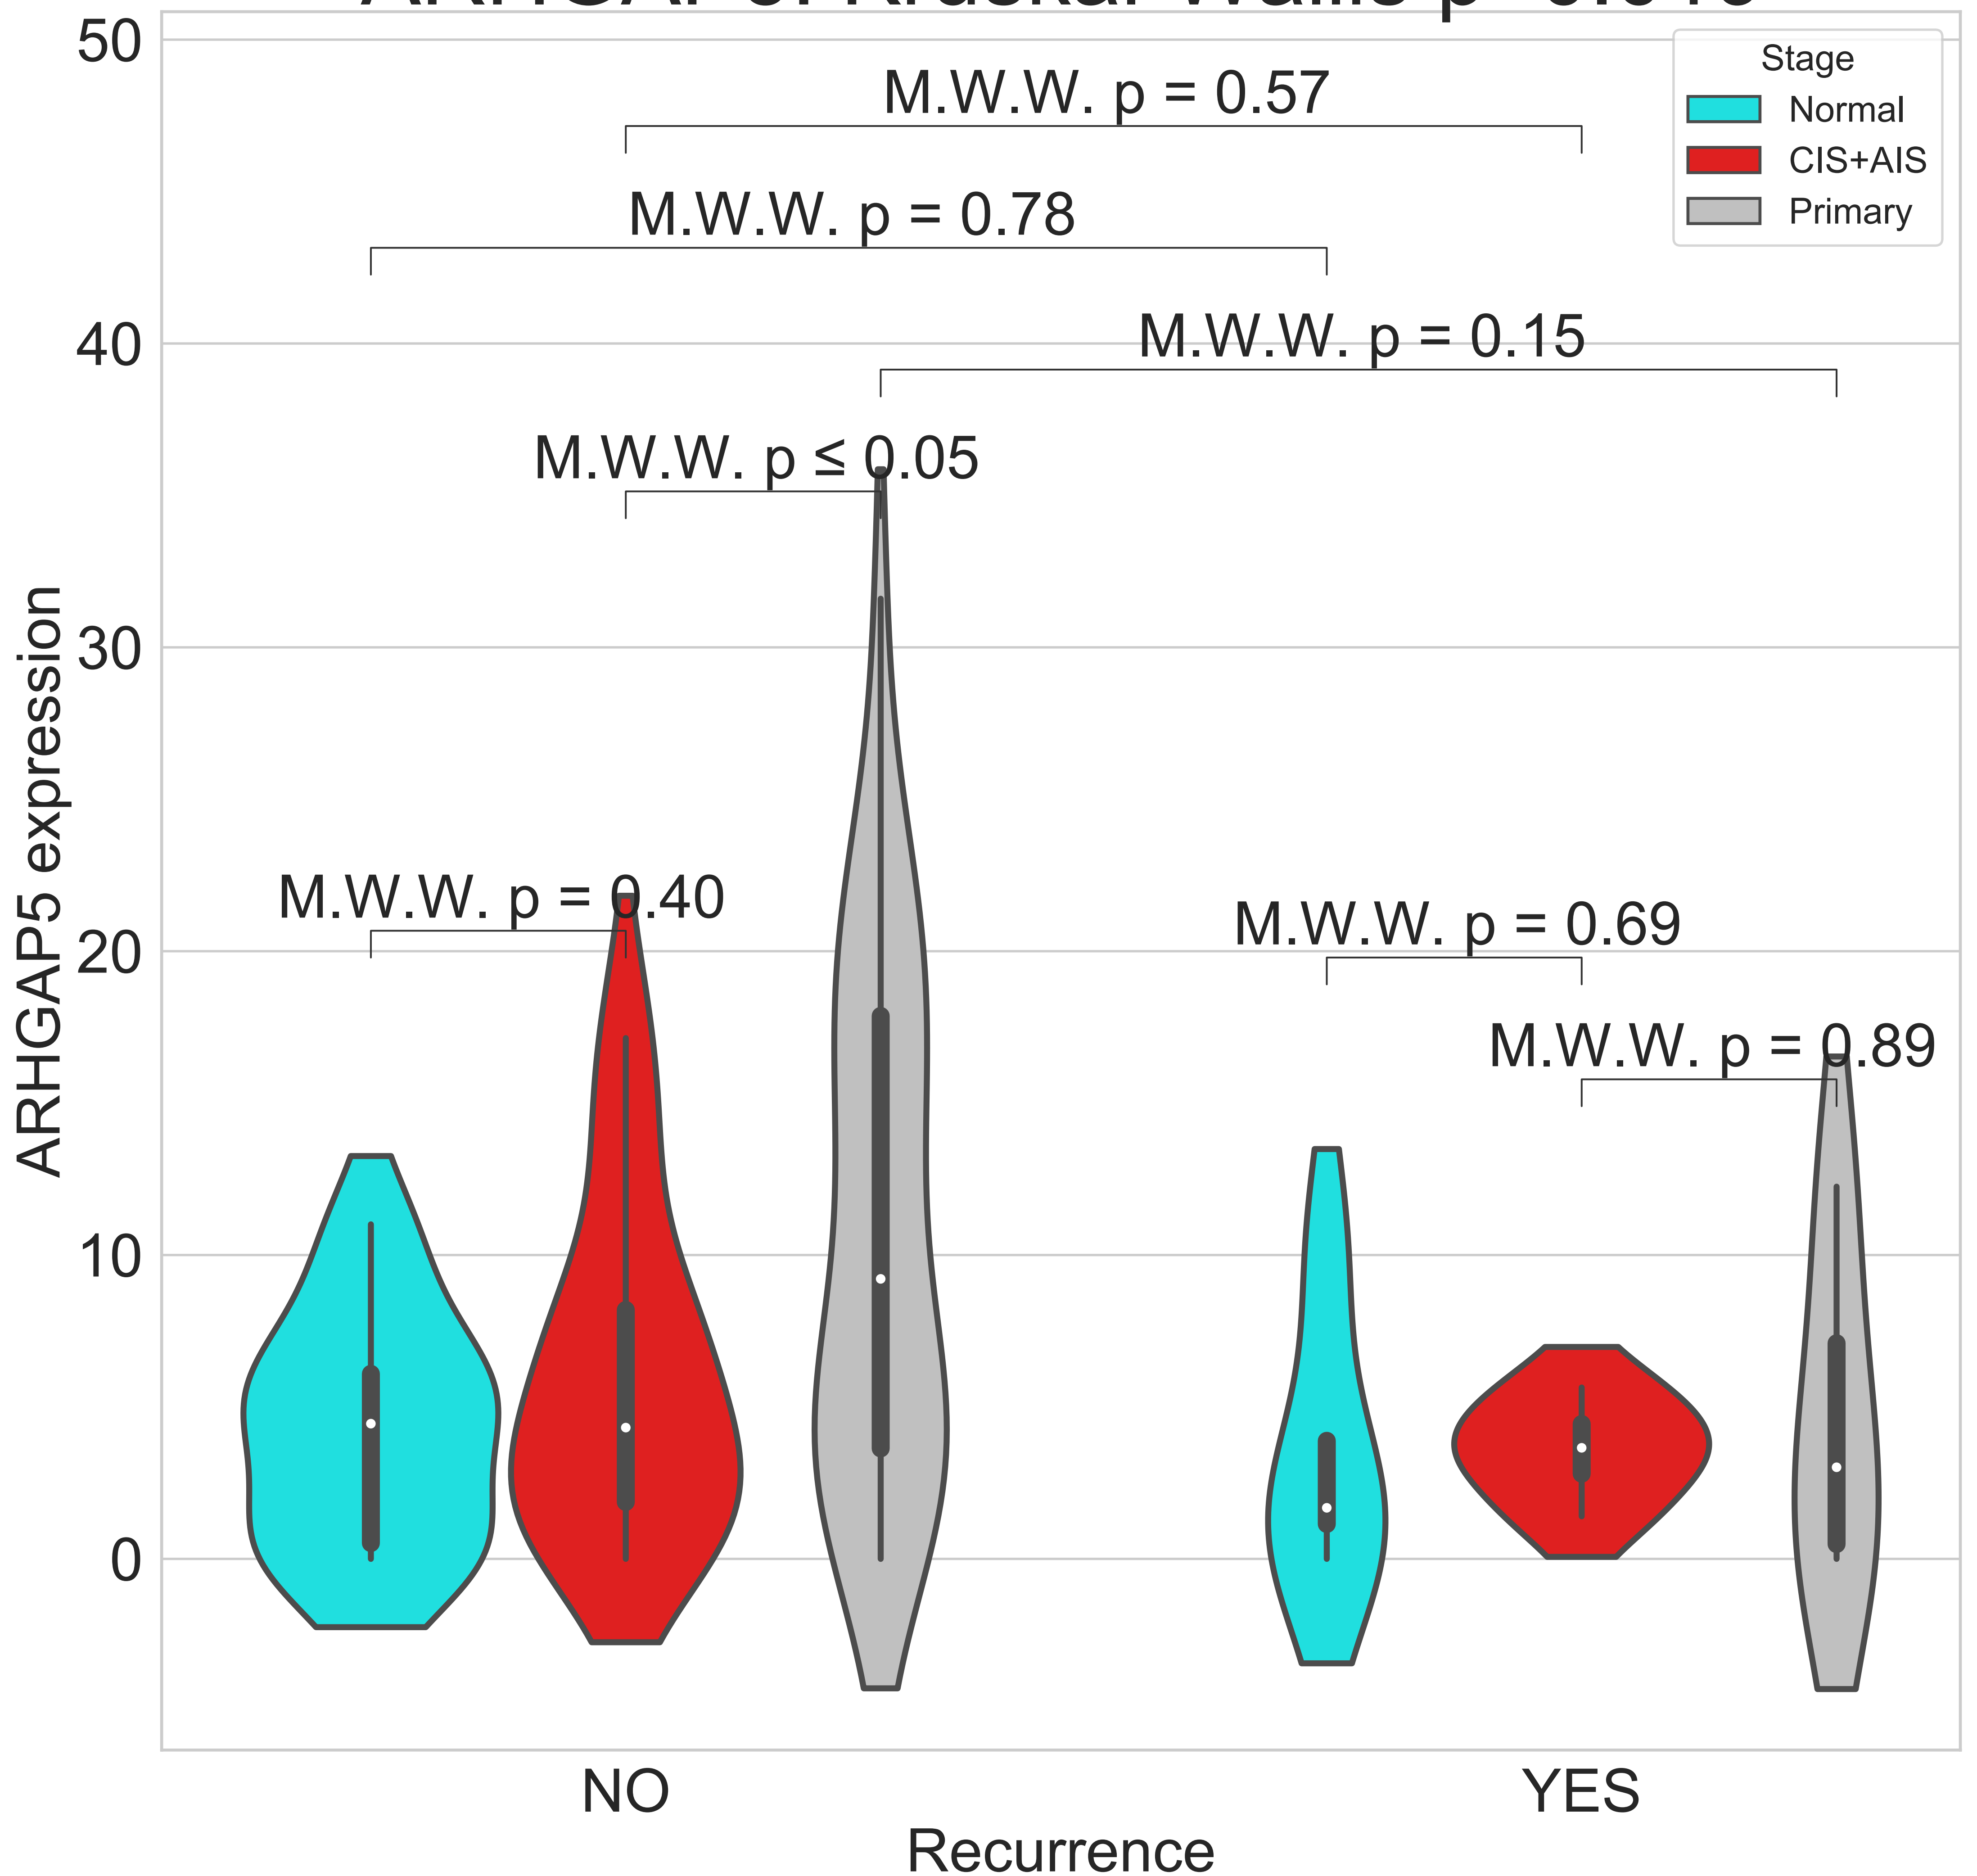 50
Stage
Normal
CIS+AIS
Primary
M.W.W. p = 0.57
M.W.W. p = 0.78
40
M.W.W. p = 0.15
M.W.W. p ≤ 0.05
30
ARHGAP5 expression
M.W.W. p = 0.40
M.W.W. p = 0.69
20
M.W.W. p = 0.89
10
0
NO
YES
Recurrence